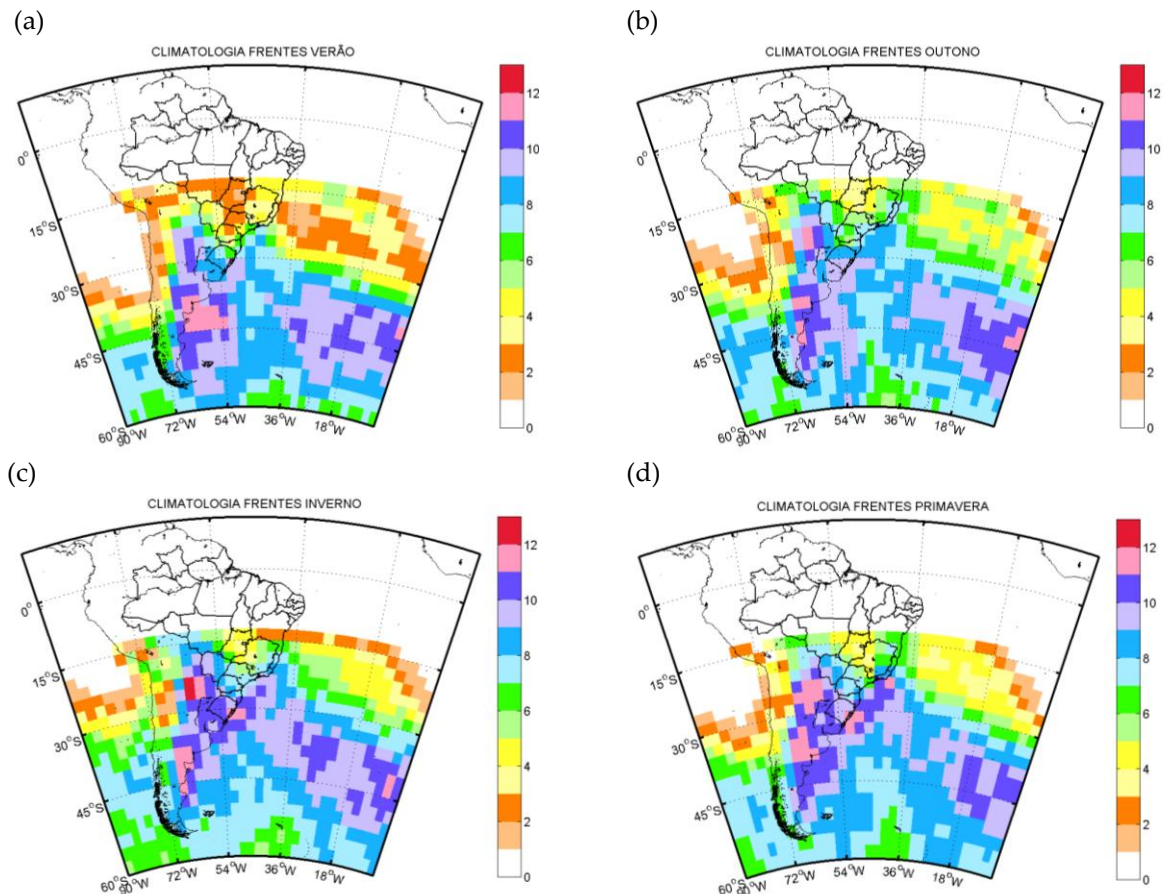 (a)
CLIMATOLOGIA FRENTES VERÃO
12
10
8
6
4
2
0
0°
15°S
30°S
45°S
60°S
90°W
72°W
54°W
36°W
18°W
(b)
CLIMATOLOGIA FRENTES OUTONO
12
10
8
6
4
2
0
0°
15°S
30°S
45°S
60°S
90°W
72°W
54°W
36°W
18°W
(c)
CLIMATOLOGIA FRENTES INVERNO
12
10
8
6
4
2
0
0°
15°S
30°S
45°S
60°S
90°W
72°W
54°W
36°W
18°W
(d)
CLIMATOLOGIA FRENTES PRIMAVERA
12
10
8
6
4
2
0
0°
15°S
30°S
45°S
60°S
90°W
72°W
54°W
36°W
18°W